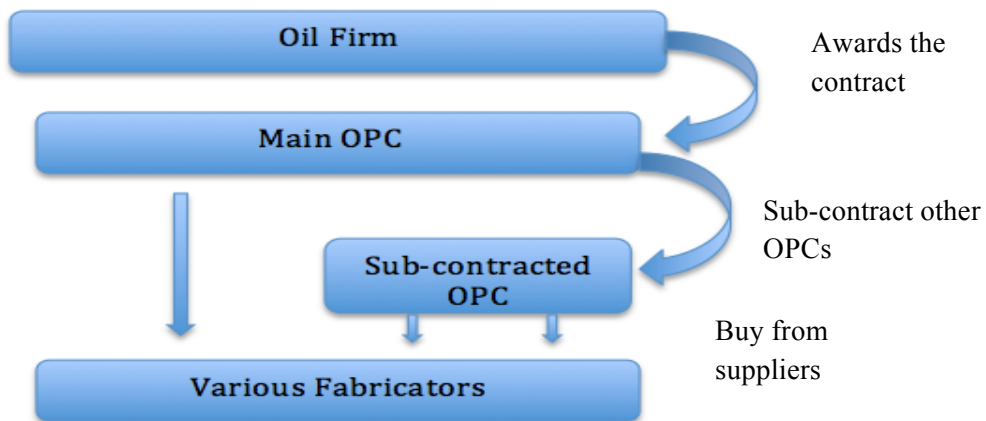 Oil Firm
Awards the
contract
Main OPC
Sub-contract other
OPCs
Sub-contracted
OPC
Buy from
suppliers
Various Fabricators